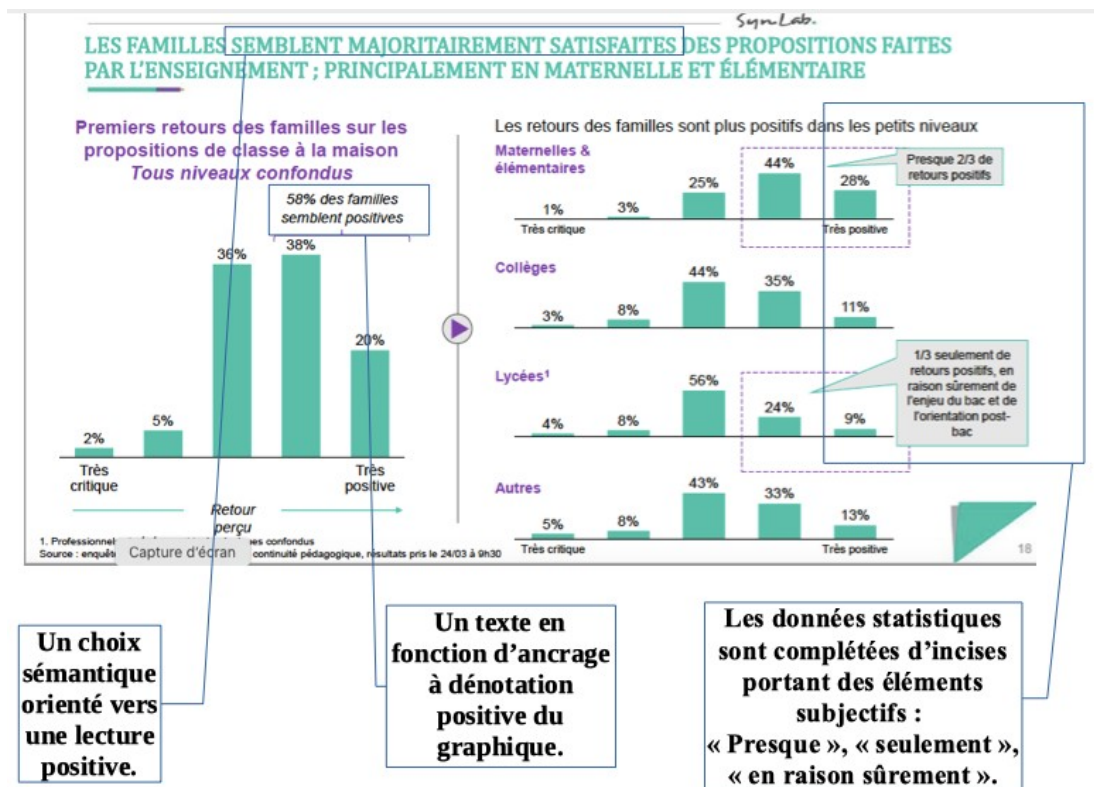 SynLab.
LES FAMILLES SEMBLENT MAJORITAIREMENT SATISFAITES DES PROPOSITIONS FAITES
PAR L'ENSEIGNEMENT ; PRINCIPALEMENT EN MATERNELLE ET ÉLÉMENTAIRE
Premiers retours des familles sur les
propositions de classe à la maison
Tous niveaux confondus
58% des familles
semblent positives
2%
5%
36%
38%
20%
Très
critique
Très
positive
Retour
perçu
Les retours des familles sont plus positifs dans les petits niveaux
Maternelles &
élémentaires
1%
3%
25%
44%
28%
Très critique
Très positive
Presque 2/3 de
retours positifs
Collèges
3%
8%
44%
35%
11%
Lycées¹
4%
8%
56%
24%
9%
1/3 seulement de
retours positifs, en
raison sûrement de
l'enjeu du bac et de
l'orientation post-
bac
Autres
5%
8%
43%
33%
13%
Très critique
Très positive
1. Professionnel confondus
Source : enquêt continuité pédagogique, résultats pris le 24/03 à 9h30
Capture d'écran
18
Un choix
sémantique
orienté vers
une lecture
positive.
Un texte en
fonction d'ancrage
à dénotation
positive du
graphique.
Les données statistiques
sont complétées d'incises
portant des éléments
subjectifs :
« Presque », « seulement »,
« en raison sûrement ».